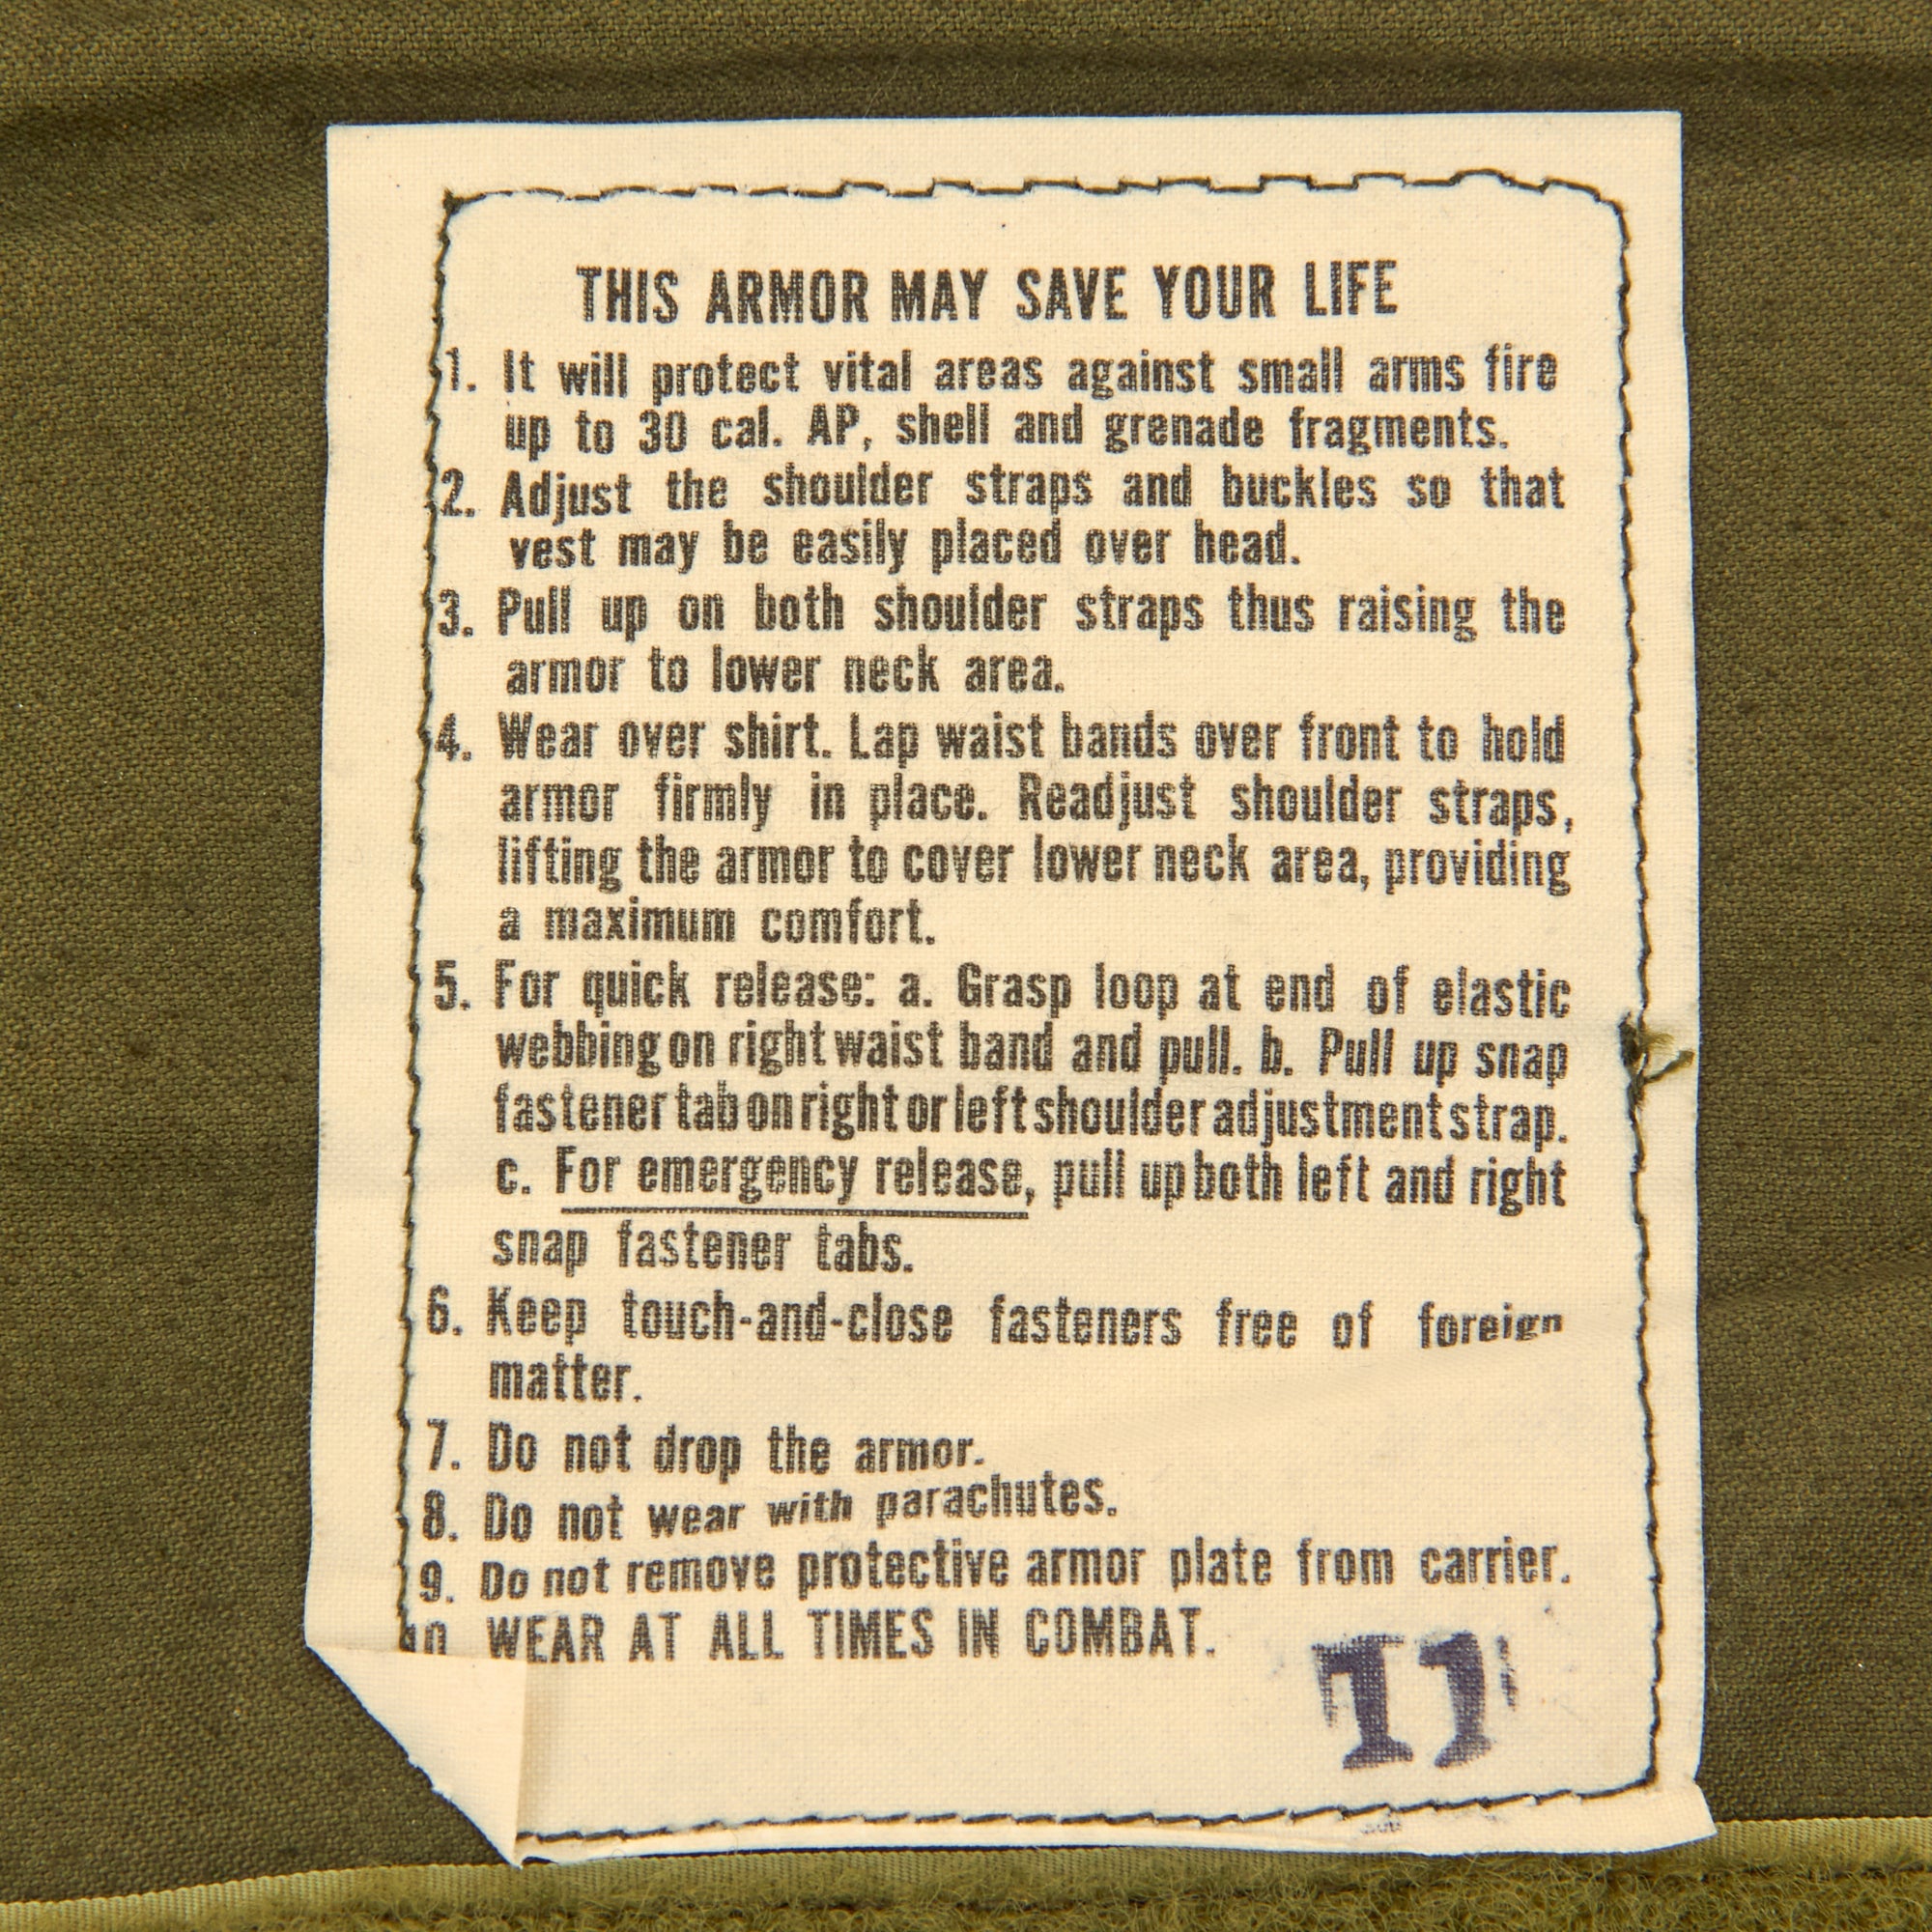 THIS ARMOR MAY SAVE YOUR LIFE
1. It will protect vital areas against small arms fire
up to 30 cal. AP, shell and grenade fragments.
2. Adjust the shoulder straps and buckles so that
vest may be easily placed over head.
3. Pull up on both shoulder straps thus raising the
armor to lower neck area.
4. Wear over shirt. Lap waist bands over front to hold
armor firmly in place. Readjust shoulder straps,
lifting the armor to cover lower neck area, providing
a maximum comfort.
5. For quick release: a. Grasp loop at end of elastic
webbing on right waist band and pull. b. Pull up snap
fastener tab on right or left shoulder adjustment strap.
c. For emergency release, pull up both left and right
snap fastener tabs.
6. Keep touch-and-close fasteners free of foreign
matter.
7. Do not drop the armor.
8. Do not wear with parachutes.
9. Do not remove protective armor plate from carrier.
10 WEAR AT ALL TIMES IN COMBAT.
11